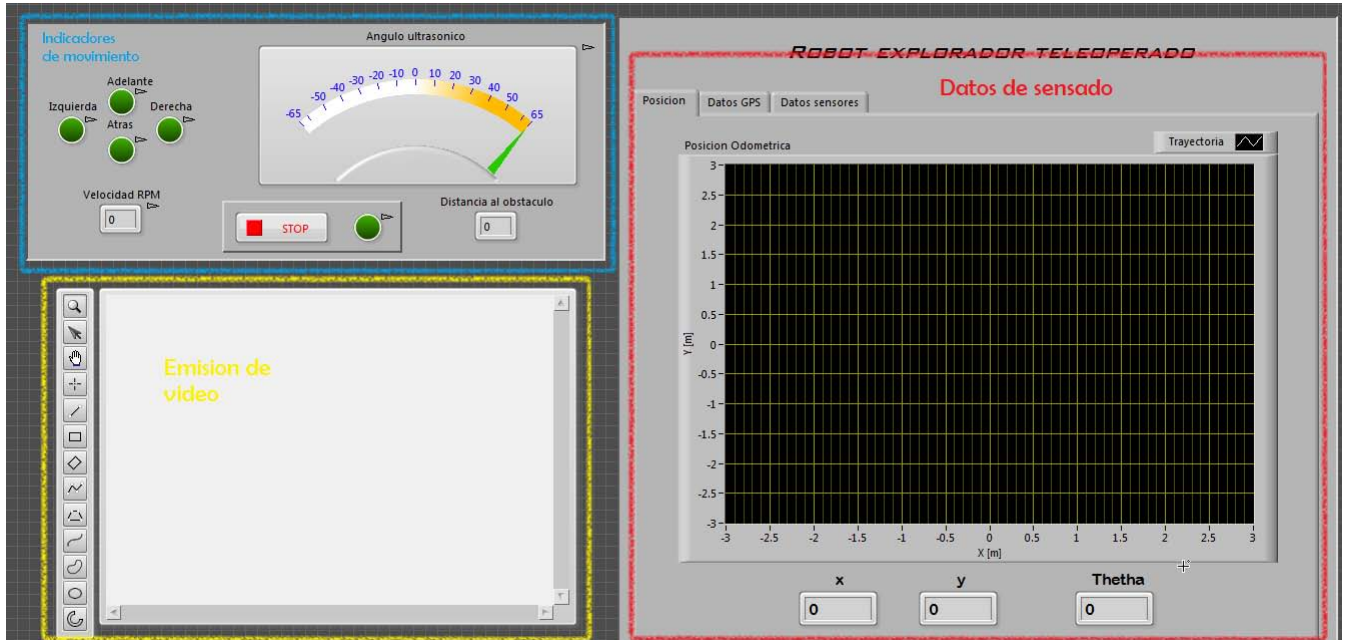 Indicadores
de movimiento
Adelante
Izquierda
Derecha
Atras
Velocidad RPM
0
Angulo ultrasonico
-65 -50 -40 -30 -20 -10 0 10 20 30 40 50 65
STOP
Distancia al obstaculo
0
Emision de
video
ROBOT EXPLORADOR TELEOPERADO
Datos de sensado
Posicion
Datos GPS
Datos sensores
Posicion Odometrica
Trayectoria
3
2.5
2
1.5
1
0.5
0
-0.5
-1
-1.5
-2
-2.5
-3
Y [m]
-3 -2.5 -2 -1.5 -1 -0.5 0 0.5 1 1.5 2 2.5 3
X [m]
x
y
Thetha
0
0
0